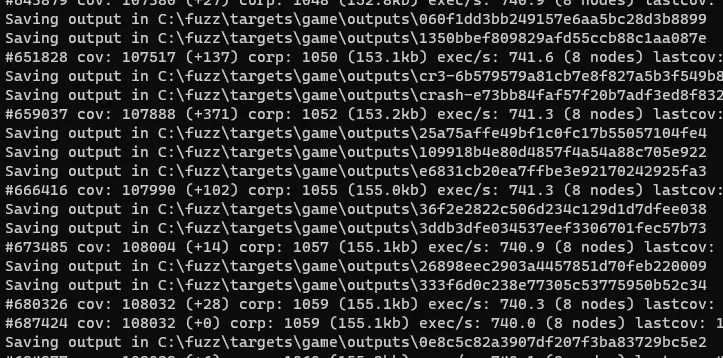 #645879 cov: 107380 (+27) corp: 1048 (152.8kb) exec/s: 740.9 (8 nodes) lastcov:
Saving output in C:\fuzz\targets\game\outputs\060f1dd3bb249157e6aa5bc28d3b8899
Saving output in C:\fuzz\targets\game\outputs\1350bbef809829afd55ccb88c1aa087e
#651828 cov: 107517 (+137) corp: 1050 (153.1kb) exec/s: 741.6 (8 nodes) lastcov:
Saving output in C:\fuzz\targets\game\outputs\cr3-6b579579a81cb7e8f827a5b3f549b8
Saving output in C:\fuzz\targets\game\outputs\crash-e73bb84faf57f20b7adf3ed8f832
#659037 cov: 107888 (+371) corp: 1052 (153.2kb) exec/s: 741.3 (8 nodes) lastcov:
Saving output in C:\fuzz\targets\game\outputs\25a75affe49bf1c0fc17b55057104fe4
Saving output in C:\fuzz\targets\game\outputs\109918b4e80d4857f4a54a88c705e922
Saving output in C:\fuzz\targets\game\outputs\e6831cb20ea7ffbe3e92170242925fa3
#666416 cov: 107990 (+102) corp: 1055 (155.0kb) exec/s: 741.3 (8 nodes) lastcov:
Saving output in C:\fuzz\targets\game\outputs\36f2e2822c506d234c129d1d7dfee038
Saving output in C:\fuzz\targets\game\outputs\3ddb3dfe034537eef3306701fec57b73
#673485 cov: 108004 (+14) corp: 1057 (155.1kb) exec/s: 740.9 (8 nodes) lastcov:
Saving output in C:\fuzz\targets\game\outputs\26898eec2903a4457851d70feb220009
Saving output in C:\fuzz\targets\game\outputs\333f6d0c238e77305c53775950b52c34
#680326 cov: 108032 (+28) corp: 1059 (155.1kb) exec/s: 740.3 (8 nodes) lastcov:
#687424 cov: 108032 (+0) corp: 1059 (155.1kb) exec/s: 740.0 (8 nodes) lastcov: 1
Saving output in C:\fuzz\targets\game\outputs\0e8c5c82a3907df207f3ba83729bc5e2